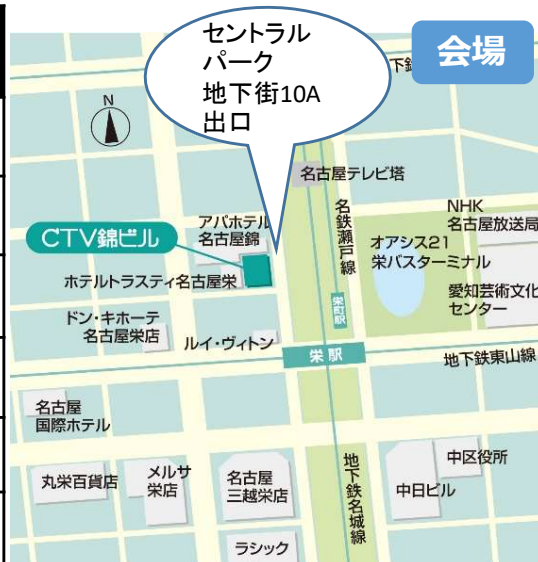 セントラル
パーク
地下街10A
出口
会場
下鉄
N
名古屋テレビ塔
NHK
名古屋放送局
アパホテル
名古屋錦
CTV錦ビル
名鉄瀬戸線
オアシス21
栄バスターミナル
ホテルトラスティ名古屋栄
愛知芸術文化
センター
栄町駅
ドン・キホーテ
名古屋栄店
ルイ・ヴィトン
栄駅
地下鉄東山線
名古屋
国際ホテル
丸栄百貨店
メルサ
栄店
名古屋
三越栄店
地下鉄名城線
中日ビル
中区役所
ラシック